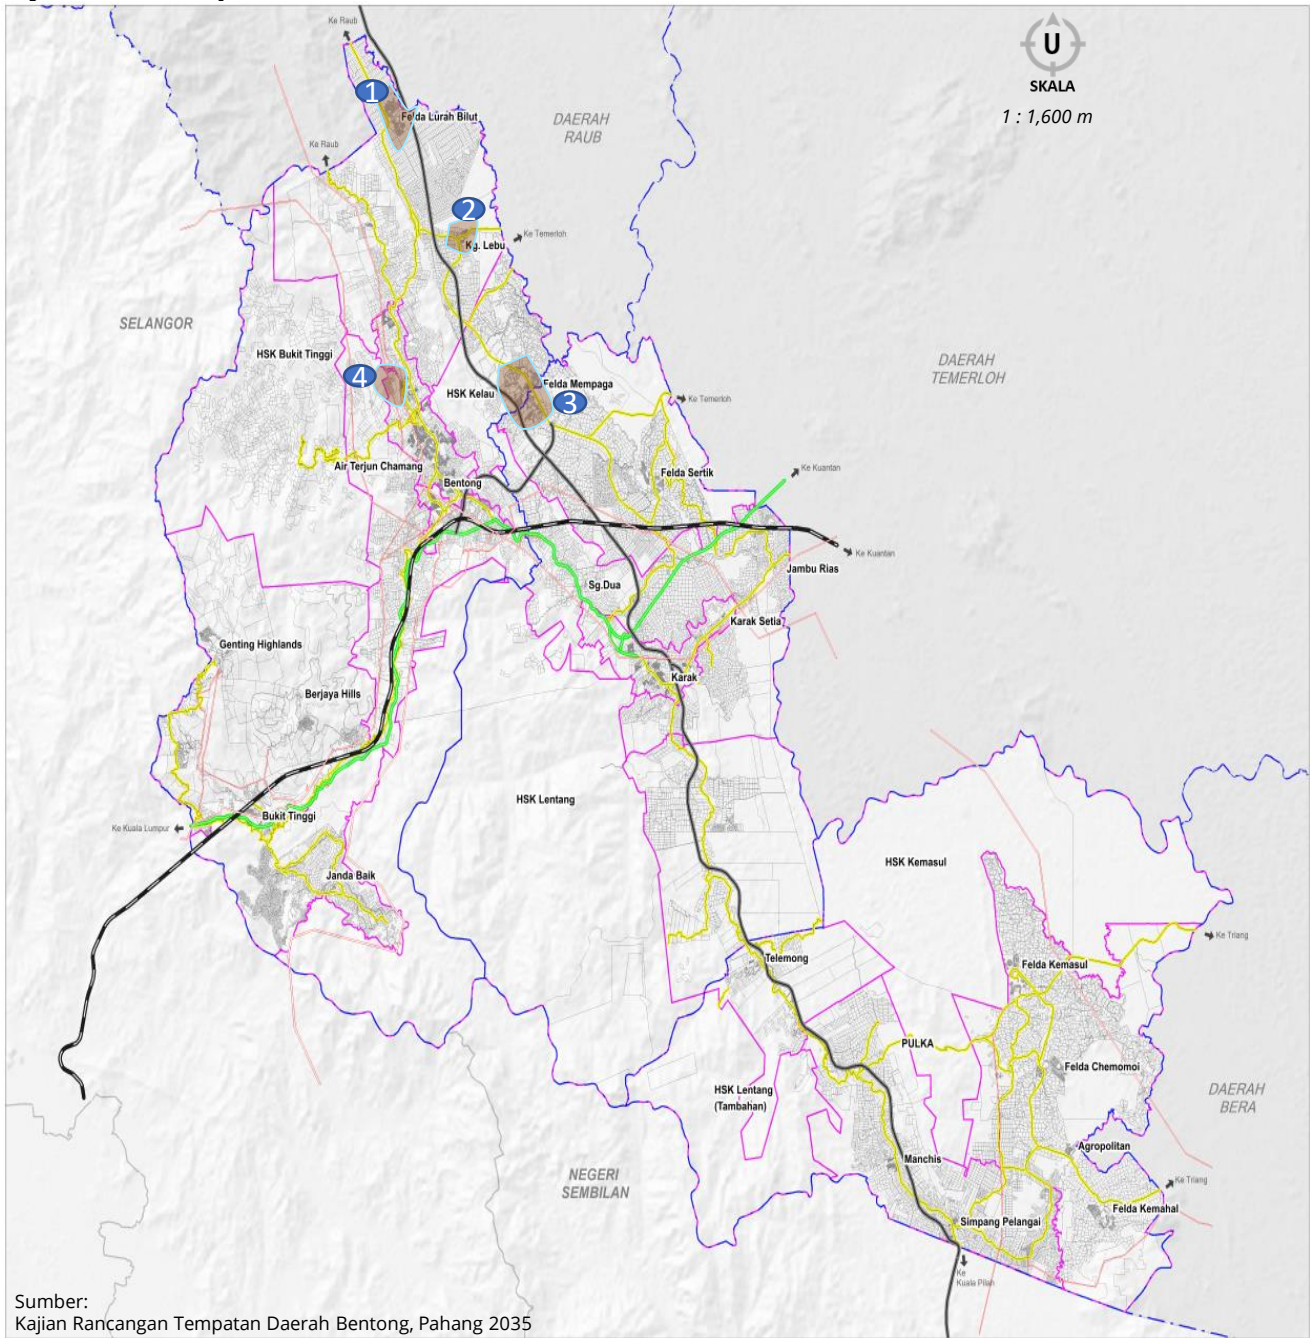 Ke Raub
U
SKALA
1 : 1,600 m
1
Felda Lurah Bilut
DAERAH
RAUB
Ke Raub
2
Kg. Lebu
Ke Temerloh
SELANGOR
HSK Bukit Tinggi
DAERAH
TEMERLOH
4
HSK Kelau
Felda Mempaga
3
Ke Temerloh
Air Terjun Chamang
Bentong
Felda Sertik
Ke Kuantan
Ke Kuantan
Jambu Rias
Sg.Dua
Karak Setia
Genting Highlands
Karak
Berjaya Hills
HSK Lentang
Bukit Tinggi
Ke Kuala Lumpur
HSK Kemasul
Janda Baik
Ke Triang
Telemong
Felda Kemasul
PULKA
Felda Chemomoi
HSK Lentang
(Tambahan)
DAERAH
BERA
Agropolitan
Manchis
NEGERI
SEMBILAN
Ke Triang
Felda Kemahal
Simpang Pelangai
Ke
Kuala Pilah
Sumber:
Kajian Rancangan Tempatan Daerah Bentong, Pahang 2035